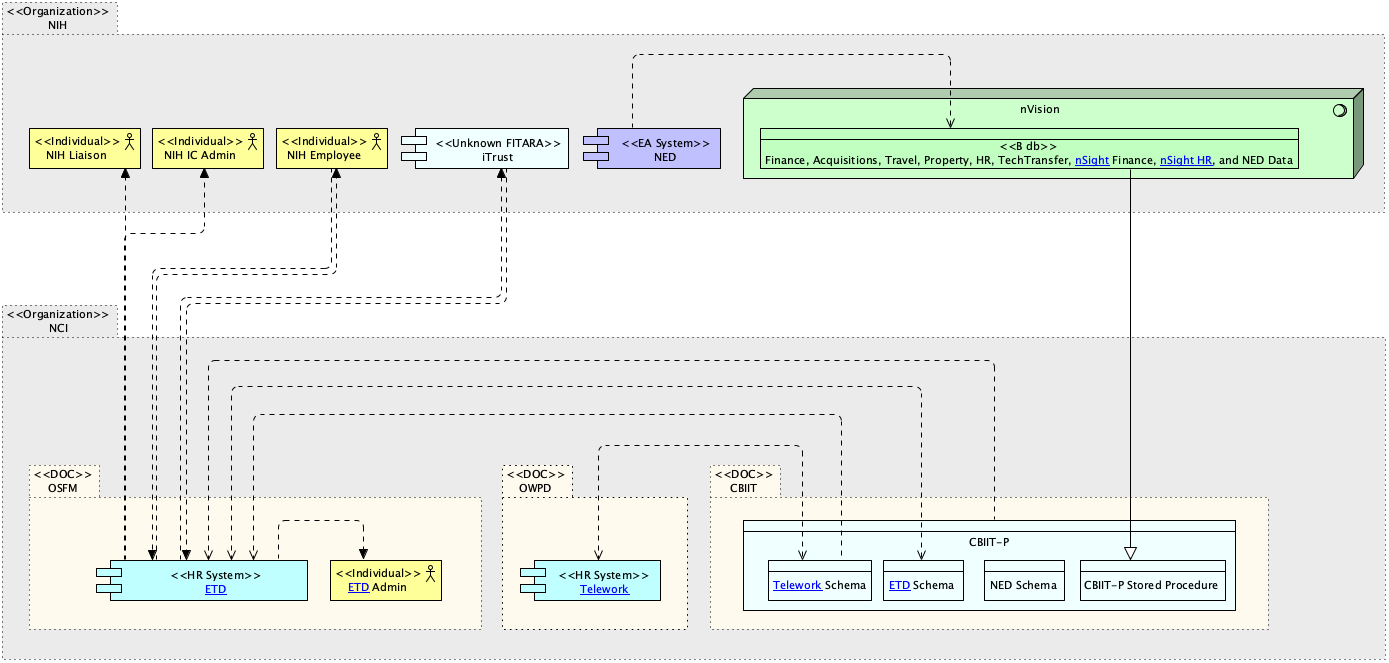 <<Organization>>
NIH
nVision
<<Individual>>
NIH Liaison
<<Individual>>
NIH IC Admin
<<Individual>>
NIH Employee
<<Unknown FITARA>>
iTrust
<<EA System>>
NED
<<B db>>
Finance, Acquisitions, Travel, Property, HR, TechTransfer, nSight Finance, nSight HR, and NED Data
<<Organization>>
NCI
<<DOC>>
OSFM
<<DOC>>
OWPD
<<DOC>>
CBIIT
CBIIT-P
<<HR System>>
ETD
<<Individual>>
ETD Admin
<<HR System>>
Telework
Telework Schema
ETD Schema
NED Schema
CBIIT-P Stored Procedure